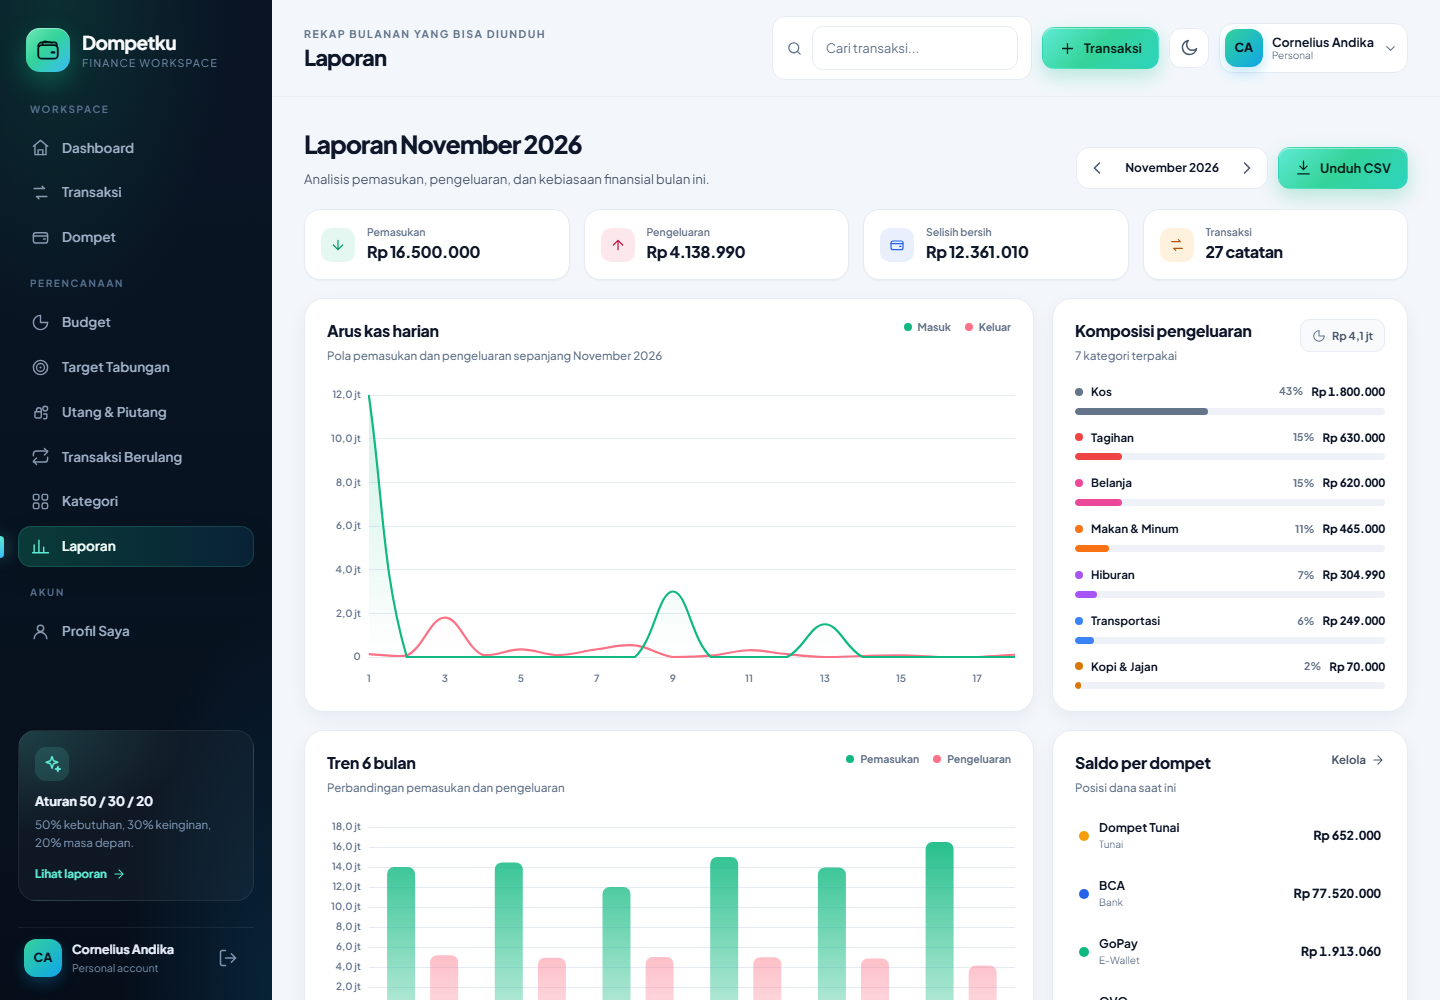 Dompetku
FINANCE WORKSPACE
WORKSPACE
Dashboard
Transaksi
Dompet
PERENCANAAN
Budget
Target Tabungan
Utang & Piutang
Transaksi Berulang
Kategori
Laporan
AKUN
Profil Saya
Aturan 50 / 30 / 20
50% kebutuhan, 30% keinginan,
20% masa depan.
Lihat laporan
CA
Cornelius Andika
Personal account
REKAP BULANAN YANG BISA DIUNDUH
Laporan
Cari transaksi...
Transaksi
CA
Cornelius Andika
Personal
Laporan November 2026
Analisis pemasukan, pengeluaran, dan kebiasaan finansial bulan ini.
November 2026
Unduh CSV
Pemasukan
Rp 16.500.000
Pengeluaran
Rp 4.138.990
Selisih bersih
Rp 12.361.010
Transaksi
27 catatan
Arus kas harian
Pola pemasukan dan pengeluaran sepanjang November 2026
Masuk
Keluar
12,0 jt
10,0 jt
8,0 jt
6,0 jt
4,0 jt
2,0 jt
0
1 3 5 7 9 11 13 15 17
Komposisi pengeluaran
7 kategori terpakai
Rp 4,1 jt
Kos 43% Rp 1.800.000
Tagihan 15% Rp 630.000
Belanja 15% Rp 620.000
Makan & Minum 11% Rp 465.000
Hiburan 7% Rp 304.990
Transportasi 6% Rp 249.000
Kopi & Jajan 2% Rp 70.000
Tren 6 bulan
Perbandingan pemasukan dan pengeluaran
Pemasukan
Pengeluaran
18,0 jt
16,0 jt
14,0 jt
12,0 jt
10,0 jt
8,0 jt
6,0 jt
4,0 jt
2,0 jt
Saldo per dompet
Posisi dana saat ini
Kelola
Dompet Tunai
Tunai
Rp 652.000
BCA
Bank
Rp 77.520.000
GoPay
E-Wallet
Rp 1.913.060